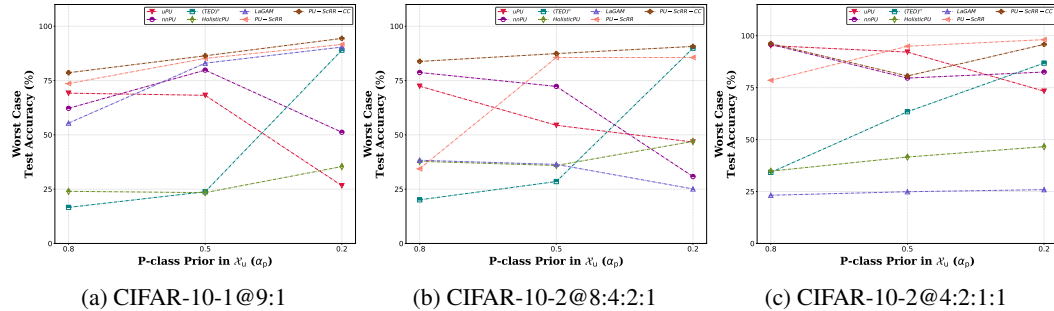 uPU (TED)ⁿ LaGAM PU−ScRR−CC
nnPU HolisticPU PU−ScRR
100
75
50
25
0
Worst Case
Test Accuracy (%)
0.8 0.5 0.2
P-class Prior in 𝒳u (αp)
(a) CIFAR-10-1@9:1
uPU (TED)ⁿ LaGAM PU−ScRR−CC
nnPU HolisticPU PU−ScRR
100
75
50
25
0
Worst Case
Test Accuracy (%)
0.8 0.5 0.2
P-class Prior in 𝒳u (αp)
(b) CIFAR-10-2@8:4:2:1
uPU (TED)ⁿ LaGAM PU−ScRR−CC
nnPU HolisticPU PU−ScRR
100
75
50
25
0
Worst Case
Test Accuracy (%)
0.8 0.5 0.2
P-class Prior in 𝒳u (αp)
(c) CIFAR-10-2@4:2:1:1